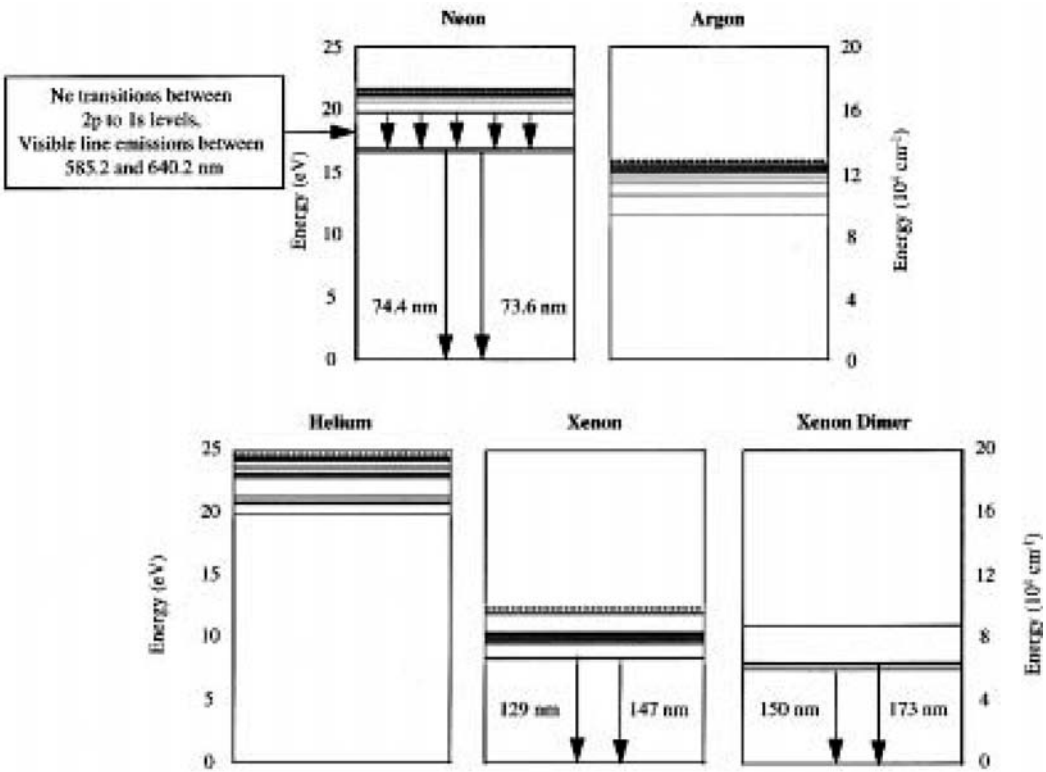 Neon
Argon
25
20
15
10
5
0
Energy (eV)
Ne transitions between
2p to 1s levels,
Visible line emissions between
585.2 and 640.2 nm
74.4 nm
73.6 nm
20
16
12
8
4
0
Energy (10⁴ cm⁻¹)
Helium
Xenon
Xenon Dimer
25
20
15
10
5
0
Energy (eV)
129 nm
147 nm
150 nm
173 nm
20
16
12
8
4
0
Energy (10⁴ cm⁻¹)